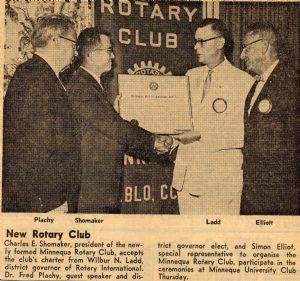 ROTARY
CLUB
BLO, CO
Plachy Shomaker Ladd Elliott
New Rotary Club
Charles E. Shomaker, president of the new-
ly formed Minnequa Rotary Club, accepts
the club's charter from Wilbur N. Ladd,
district governor of Rotary International.
Dr. Fred Plachy, guest speaker and dis-
trict governor elect, and Simon Elliot,
special representative to organize the
Minnequa Rotary Club, participate in the
ceremonies at Minnequa University Club
Thursday.